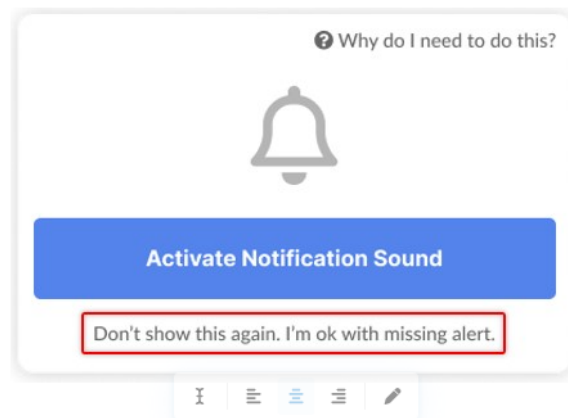 Why do I need to do this?
Activate Notification Sound
Don't show this again. I'm ok with missing alert.